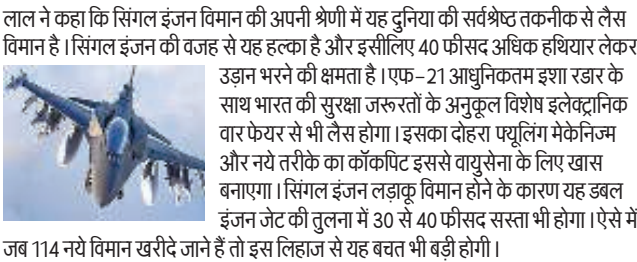 लाल ने कहा कि सिंगल इंजन विमान की अपनी श्रेणी में यह दुनिया की सर्वश्रेष्ठ तकनीक से लैस
विमान है। सिंगल इंजन की वजह से यह हल्का है और इसीलिए 40 फीसद अधिक हथियार लेकर
उड़ान भरने की क्षमता है। एफ-21 आधुनिकतम इशा रडार के
साथ भारत की सुरक्षा जरूरतों के अनुकूल विशेष इलेक्ट्रानिक
वार फेयर से भी लैस होगा। इसका दोहरा फ्यूलिंग मेकेनिज्म
और नये तरीके का कॉकपिट इससे वायुसेना के लिए खास
बनाएगा। सिंगल इंजन लड़ाकू विमान होने के कारण यह डबल
इंजन जेट की तुलना में 30 से 40 फीसद सस्ता भी होगा। ऐसे में
जब 114 नये विमान खरीदे जाने हैं तो इस लिहाज से यह बचत भी बड़ी होगी।